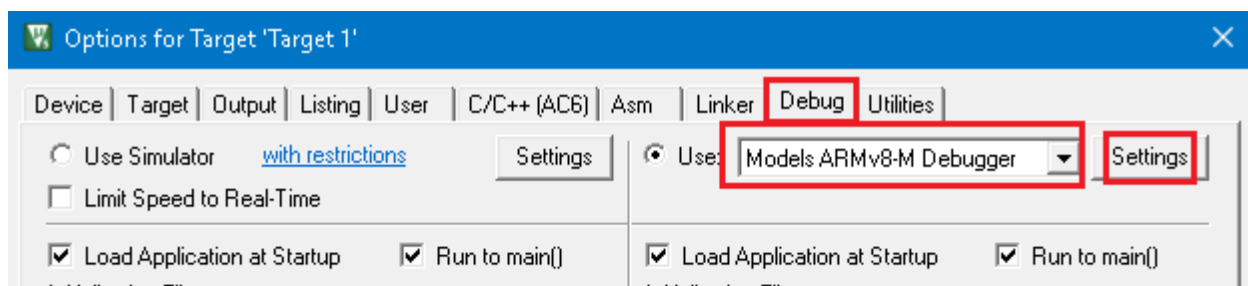 Options for Target 'Target 1'
Device Target Output Listing User C/C++ (AC6) Asm Linker Debug Utilities
Use Simulator with restrictions Settings Use: Models ARMv8-M Debugger Settings
Limit Speed to Real-Time
Load Application at Startup Run to main() Load Application at Startup Run to main()